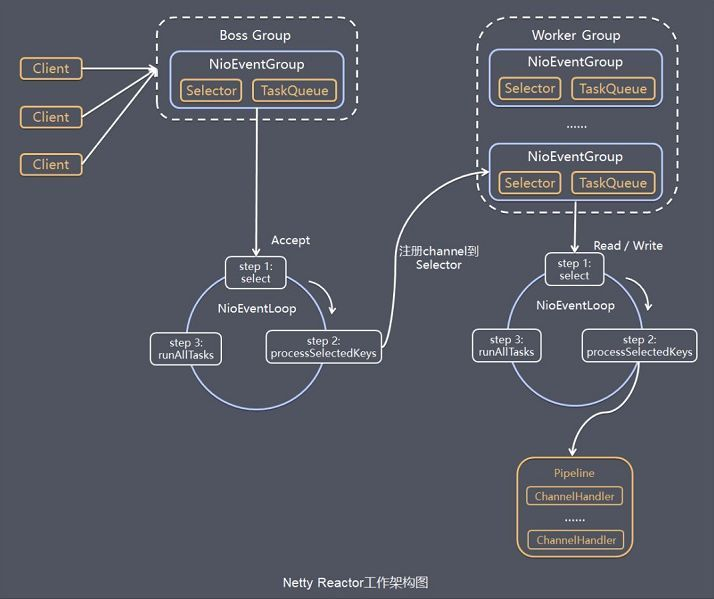 Client
Client
Client
Boss Group
NioEventGroup
Selector
TaskQueue
Accept
step 1:
select
NioEventLoop
step 2:
processSelectedKeys
step 3:
runAllTasks
注册channel到
Selector
Worker Group
NioEventGroup
Selector
TaskQueue
......
NioEventGroup
Selector
TaskQueue
Read / Write
step 1:
select
NioEventLoop
step 2:
processSelectedKeys
step 3:
runAllTasks
Pipeline
ChannelHandler
......
ChannelHandler
Netty Reactor工作架构图